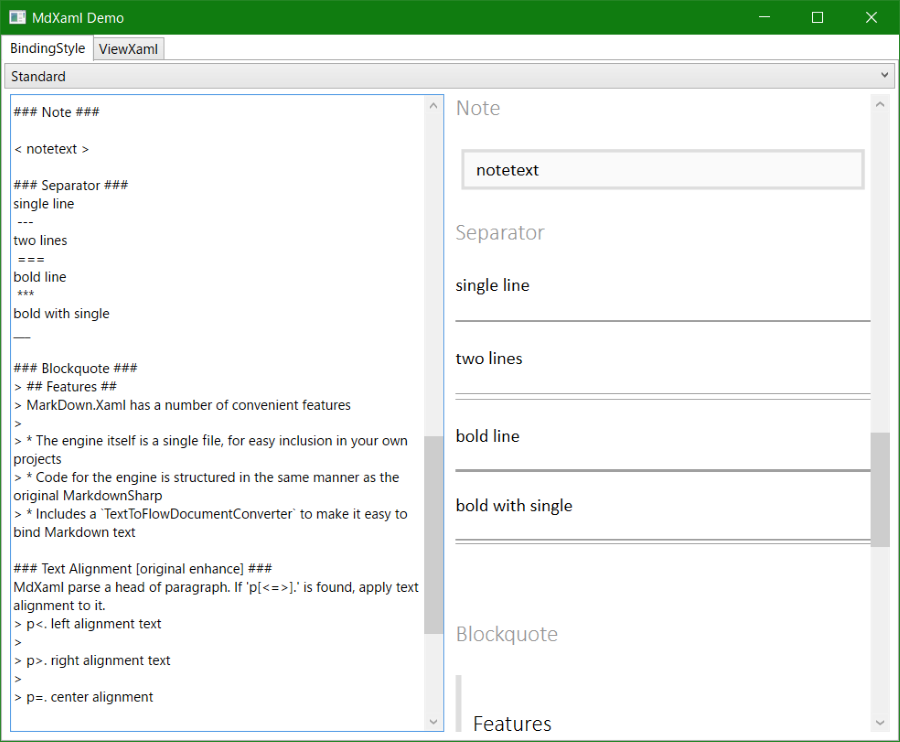 MdXaml Demo
BindingStyle
ViewXaml
Standard
### Note ###
< notetext >
### Separator ###
single line
---
two lines
===
bold line
***
bold with single
___
### Blockquote ###
> ## Features ##
> MarkDown.Xaml has a number of convenient features
>
> * The engine itself is a single file, for easy inclusion in your own
projects
> * Code for the engine is structured in the same manner as the
original MarkdownSharp
> * Includes a `TextToFlowDocumentConverter` to make it easy to
bind Markdown text
### Text Alignment [original enhance] ###
MdXaml parse a head of paragraph. If 'p[<=>].' is found, apply text
alignment to it.
> p<. left alignment text
>
> p>. right alignment text
>
> p=. center alignment
Note
notetext
Separator
single line
two lines
bold line
bold with single
Blockquote
Features